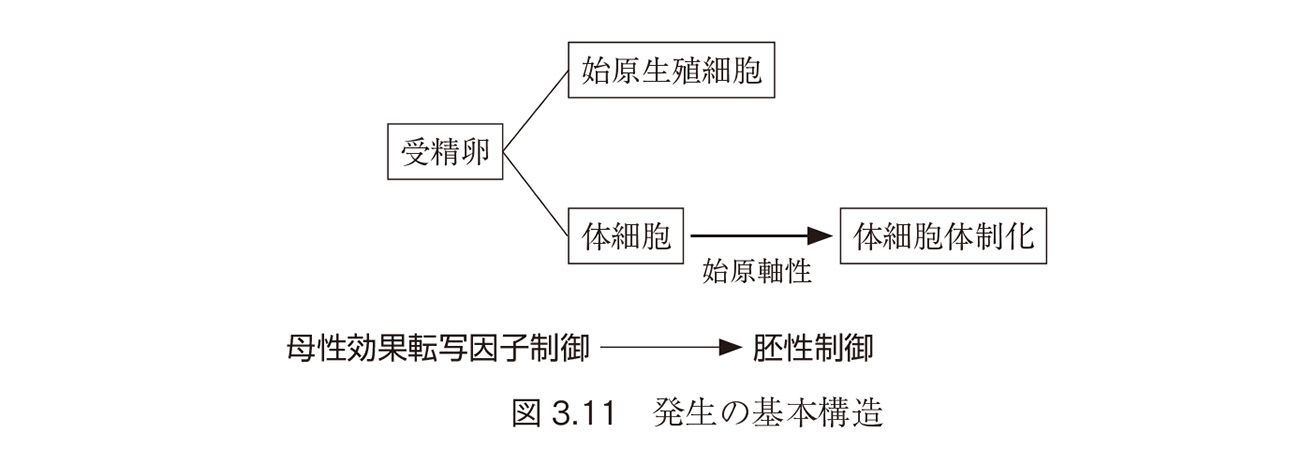 始原生殖細胞
受精卵
体細胞
体細胞体制化
始原軸性
母性効果転写因子制御
胚性制御
図 3.11　発生の基本構造